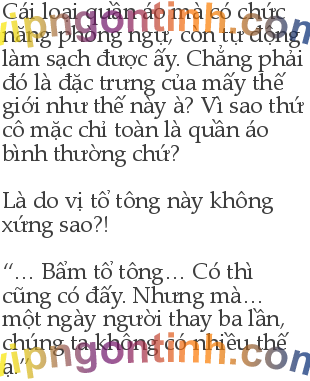 Cái loại quần áo mà có chức
năng phòng ngự, còn tự động
làm sạch được ấy. Chẳng phải
đó là đặc trưng của mấy thế
giới như thế này à? Vì sao thứ
cô mặc chỉ toàn là quần áo
bình thường chứ?
Là do vị tổ tông này không
xứng sao?!
“… Bẩm tổ tông… Có thì
cũng có đấy. Nhưng mà…
một ngày người thay ba lần,
chúng ta không có nhiều thế
ạ.”
vipngontinh.com
vipngontinh.com